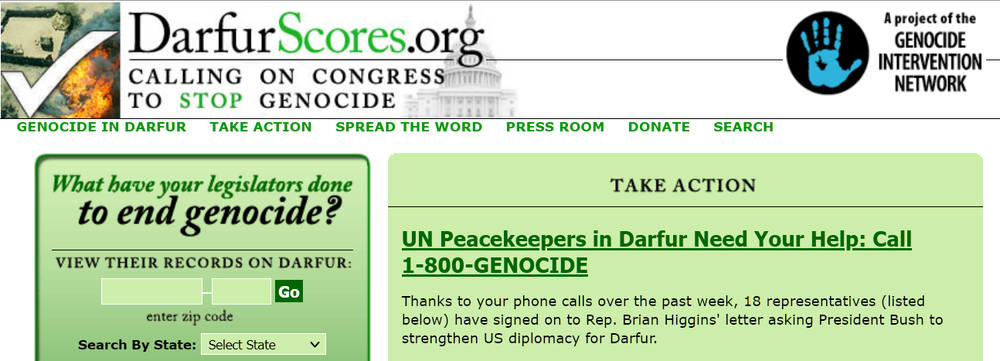 DarfurScores.org
CALLING ON CONGRESS
TO STOP GENOCIDE
A project of the
GENOCIDE
INTERVENTION
NETWORK
GENOCIDE IN DARFUR TAKE ACTION SPREAD THE WORD PRESS ROOM DONATE SEARCH
What have your legislators done
to end genocide?
VIEW THEIR RECORDS ON DARFUR:
– Go
enter zip code
Search By State: Select State
TAKE ACTION
UN Peacekeepers in Darfur Need Your Help: Call
1-800-GENOCIDE
Thanks to your phone calls over the past week, 18 representatives (listed
below) have signed on to Rep. Brian Higgins' letter asking President Bush to
strengthen US diplomacy for Darfur.